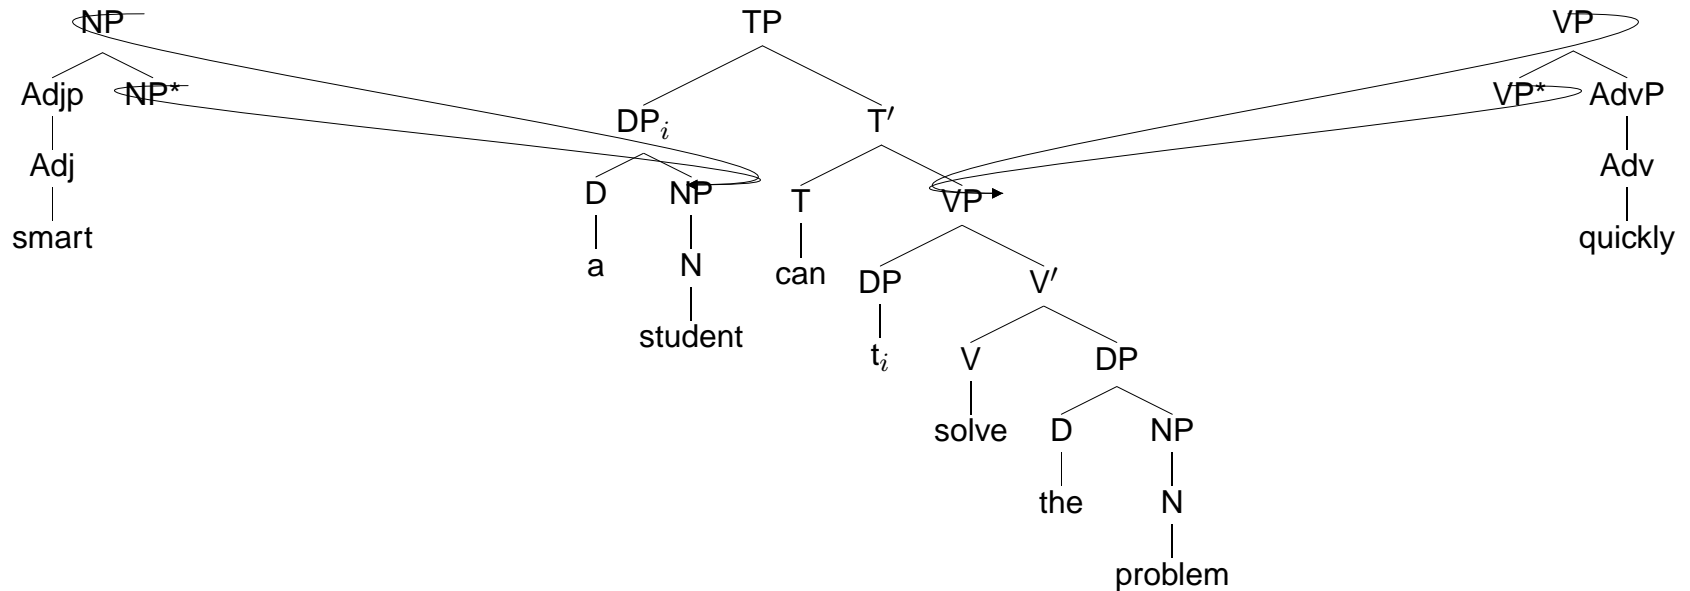 NP TP VP
Adjp NP* VP* AdvP
DPᵢ T′
Adj Adv
D NP T VP
smart quickly
a N can DP V′
student
tᵢ V DP
solve D NP
the N
problem